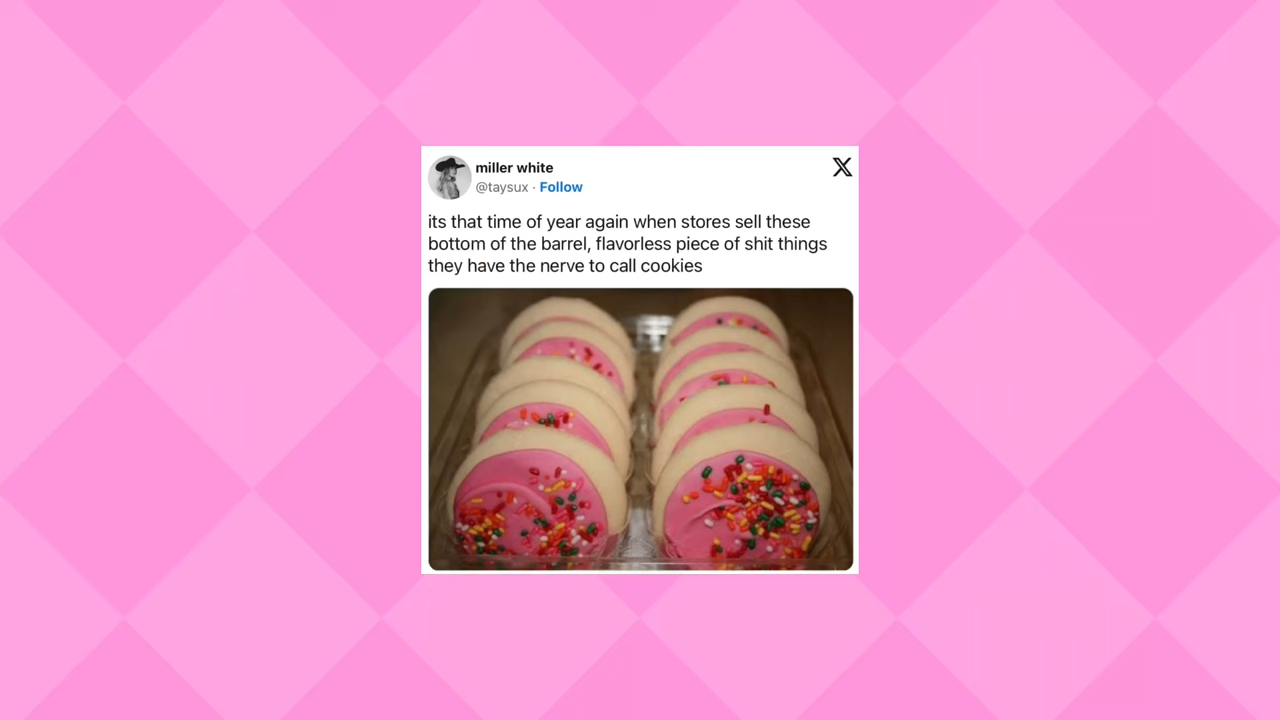 miller white
@taysux · Follow
its that time of year again when stores sell these
bottom of the barrel, flavorless piece of shit things
they have the nerve to call cookies